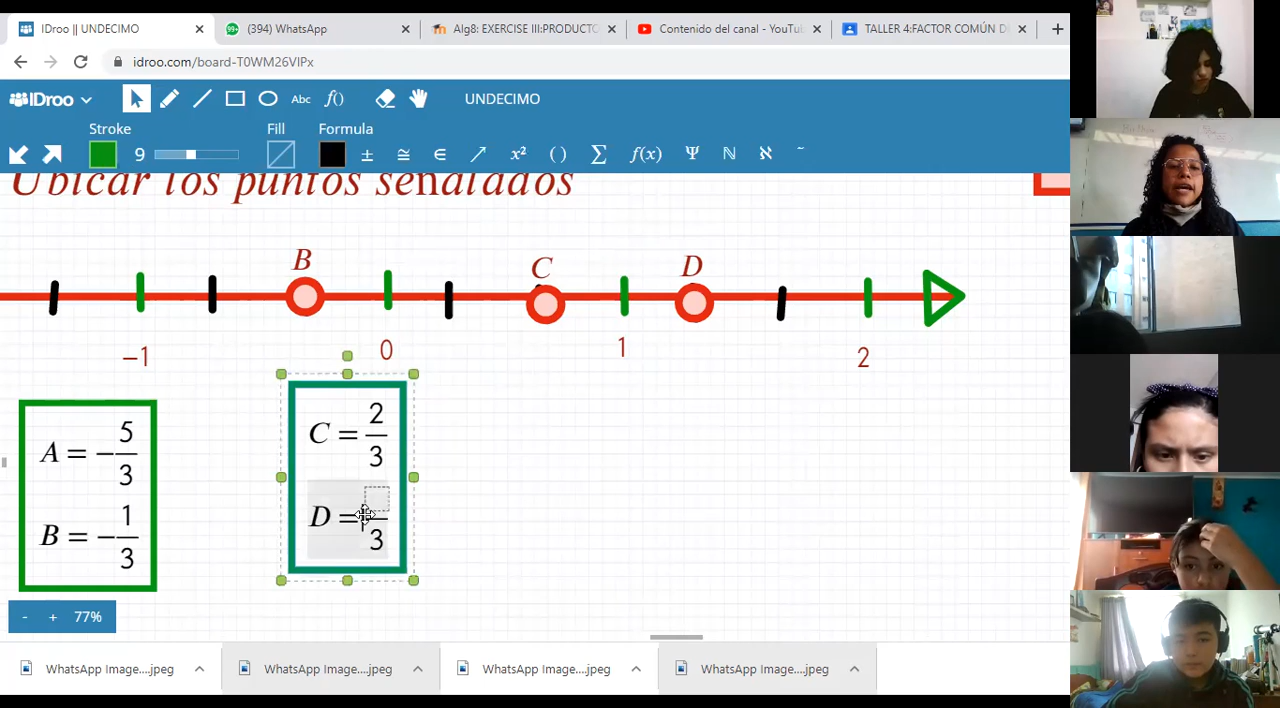 IDroo || UNDECIMO
(394) WhatsApp
Alg8: EXERCISE III:PRODUCTO
Contenido del canal - YouTu
TALLER 4:FACTOR COMÚN D
idroo.com/board-T0WM26VIPx
IDroo Abc f() UNDECIMO
Stroke Fill Formula
9 ± ≅ ∈ x² ( ) Σ f(x) Ψ ℕ ℵ ˜
Ubicar los puntos señalados
B C D
−1 0 1 2
A = −5/3
B = −1/3
C = 2/3
D = /3
- + 77%
WhatsApp Image....jpeg
WhatsApp Image....jpeg
WhatsApp Image....jpeg
WhatsApp Image....jpeg